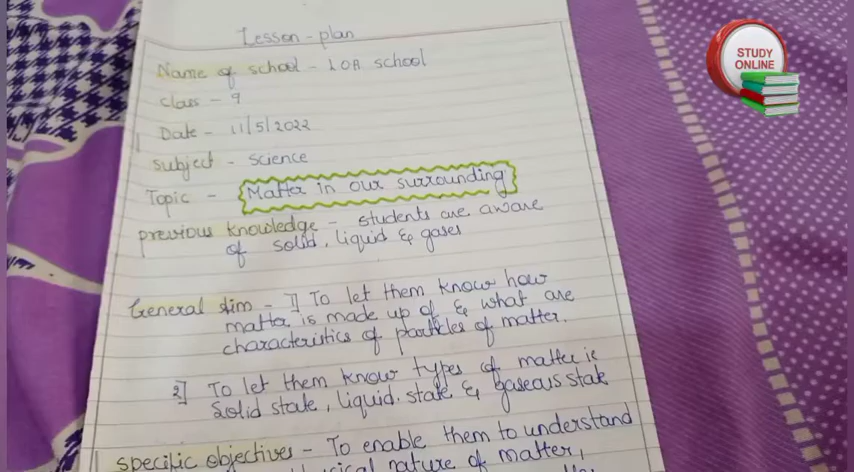 Lesson-plan
Name of school - LOA school
class - 9
Date - 11/5/2022
subject - science
Topic - Matter in our surrounding
previous knowledge - students are aware
of solid, liquid & gases
General Aim - 1] To let them know how
matter is made up of & what are
characteristics of particles of matter.
2] To let them know types of matter ie
Solid state, liquid state & gaseous state
specific objectives - To enable them to understand
nature of matter,
STUDY
ONLINE